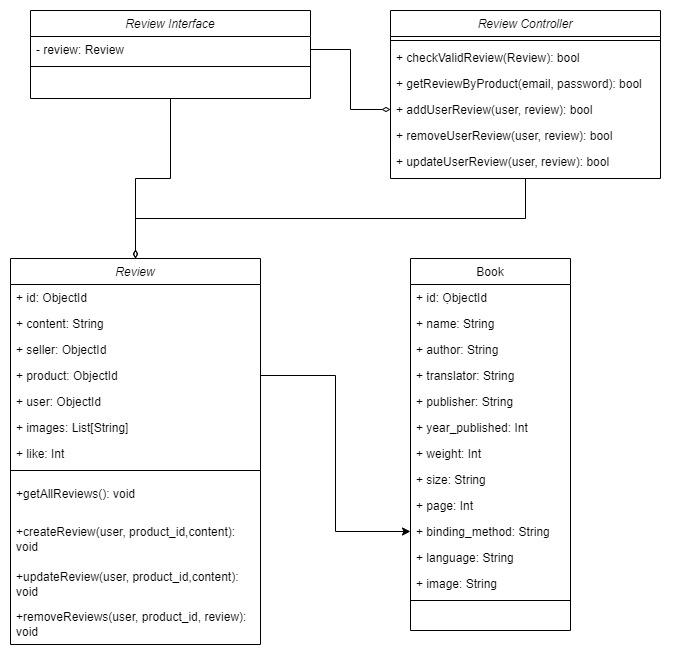 Review Interface
- review: Review
Review Controller
+ checkValidReview(Review): bool
+ getReviewByProduct(email, password): bool
+ addUserReview(user, review): bool
+ removeUserReview(user, review): bool
+ updateUserReview(user, review): bool
Review
+ id: ObjectId
+ content: String
+ seller: ObjectId
+ product: ObjectId
+ user: ObjectId
+ images: List[String]
+ like: Int
+getAllReviews(): void
+createReview(user, product_id,content):
void
+updateReview(user, product_id,content):
void
+removeReviews(user, product_id, review):
void
Book
+ id: ObjectId
+ name: String
+ author: String
+ translator: String
+ publisher: String
+ year_published: Int
+ weight: Int
+ size: String
+ page: Int
+ binding_method: String
+ language: String
+ image: String